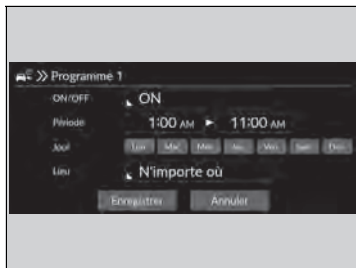 Programme 1
ON/OFF ON
Période 1:00 AM ► 11:00 AM
Jour Lun. Mar. Mer. Jeu. Ven. Sam. Dim.
Lieu N'importe où
Enregistrer Annuler